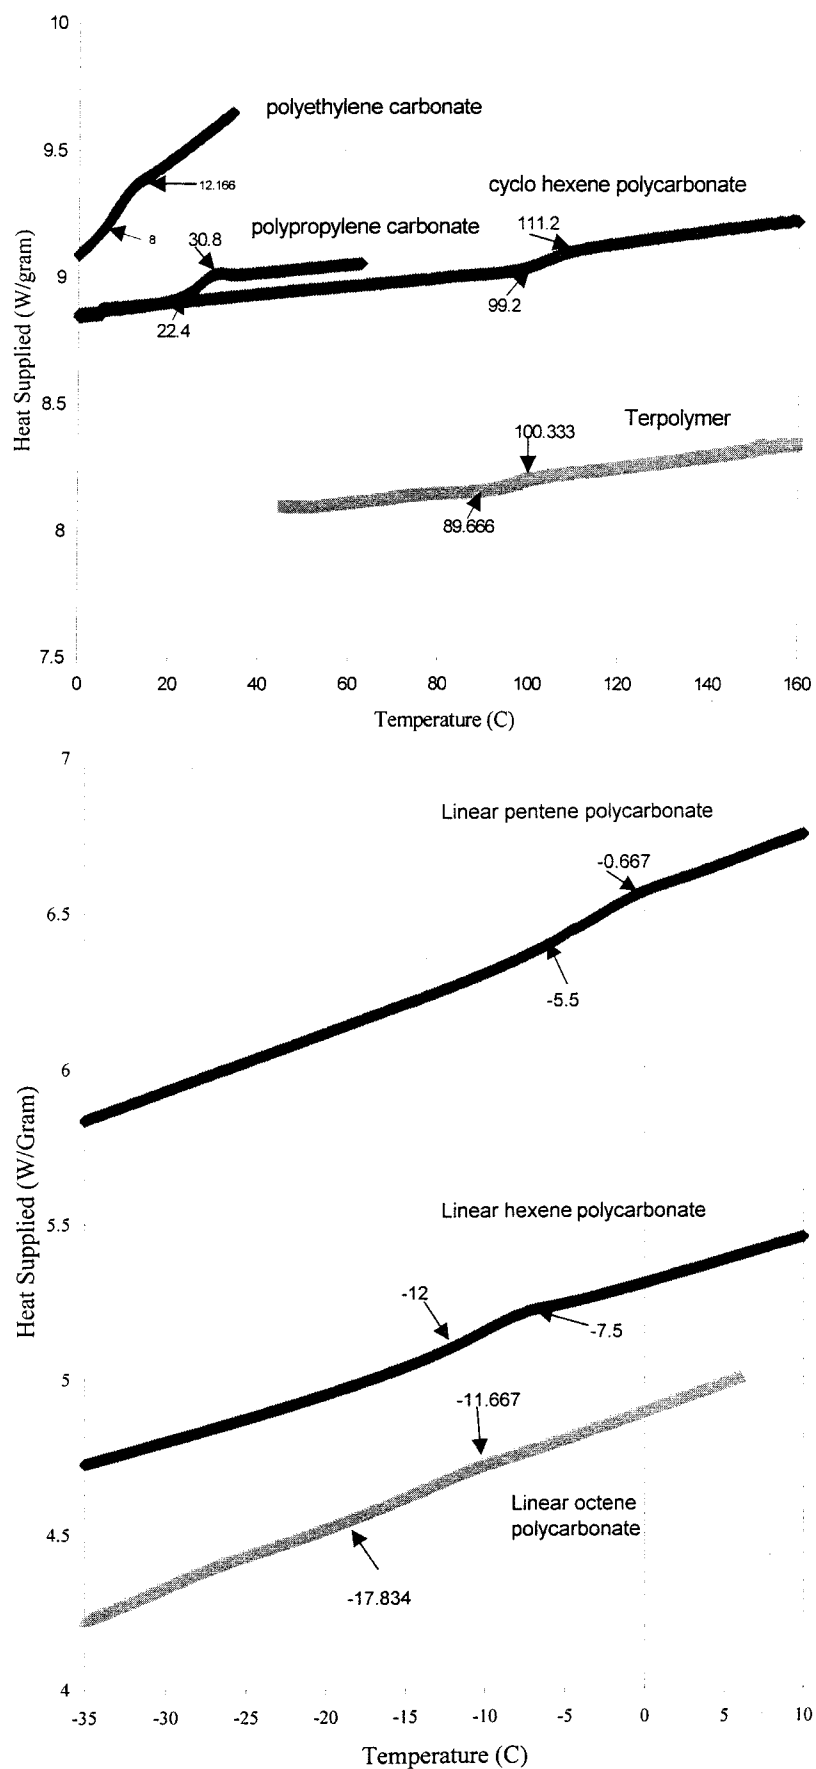 10
polyethylene carbonate
9.5
12.166
cyclo hexene polycarbonate
8
30.8
polypropylene carbonate
111.2
9
22.4
99.2
Heat Supplied (W/gram)
8.5
Terpolymer
100.333
8
89.666
7.5
0 20 40 60 80 100 120 140 160
Temperature (C)
7
Linear pentene polycarbonate
-0.667
6.5
-5.5
6
Heat Supplied (W/Gram)
5.5
Linear hexene polycarbonate
-12
-7.5
5
-11.667
Linear octene
polycarbonate
4.5
-17.834
4
-35 -30 -25 -20 -15 -10 -5 0 5 10
Temperature (C)